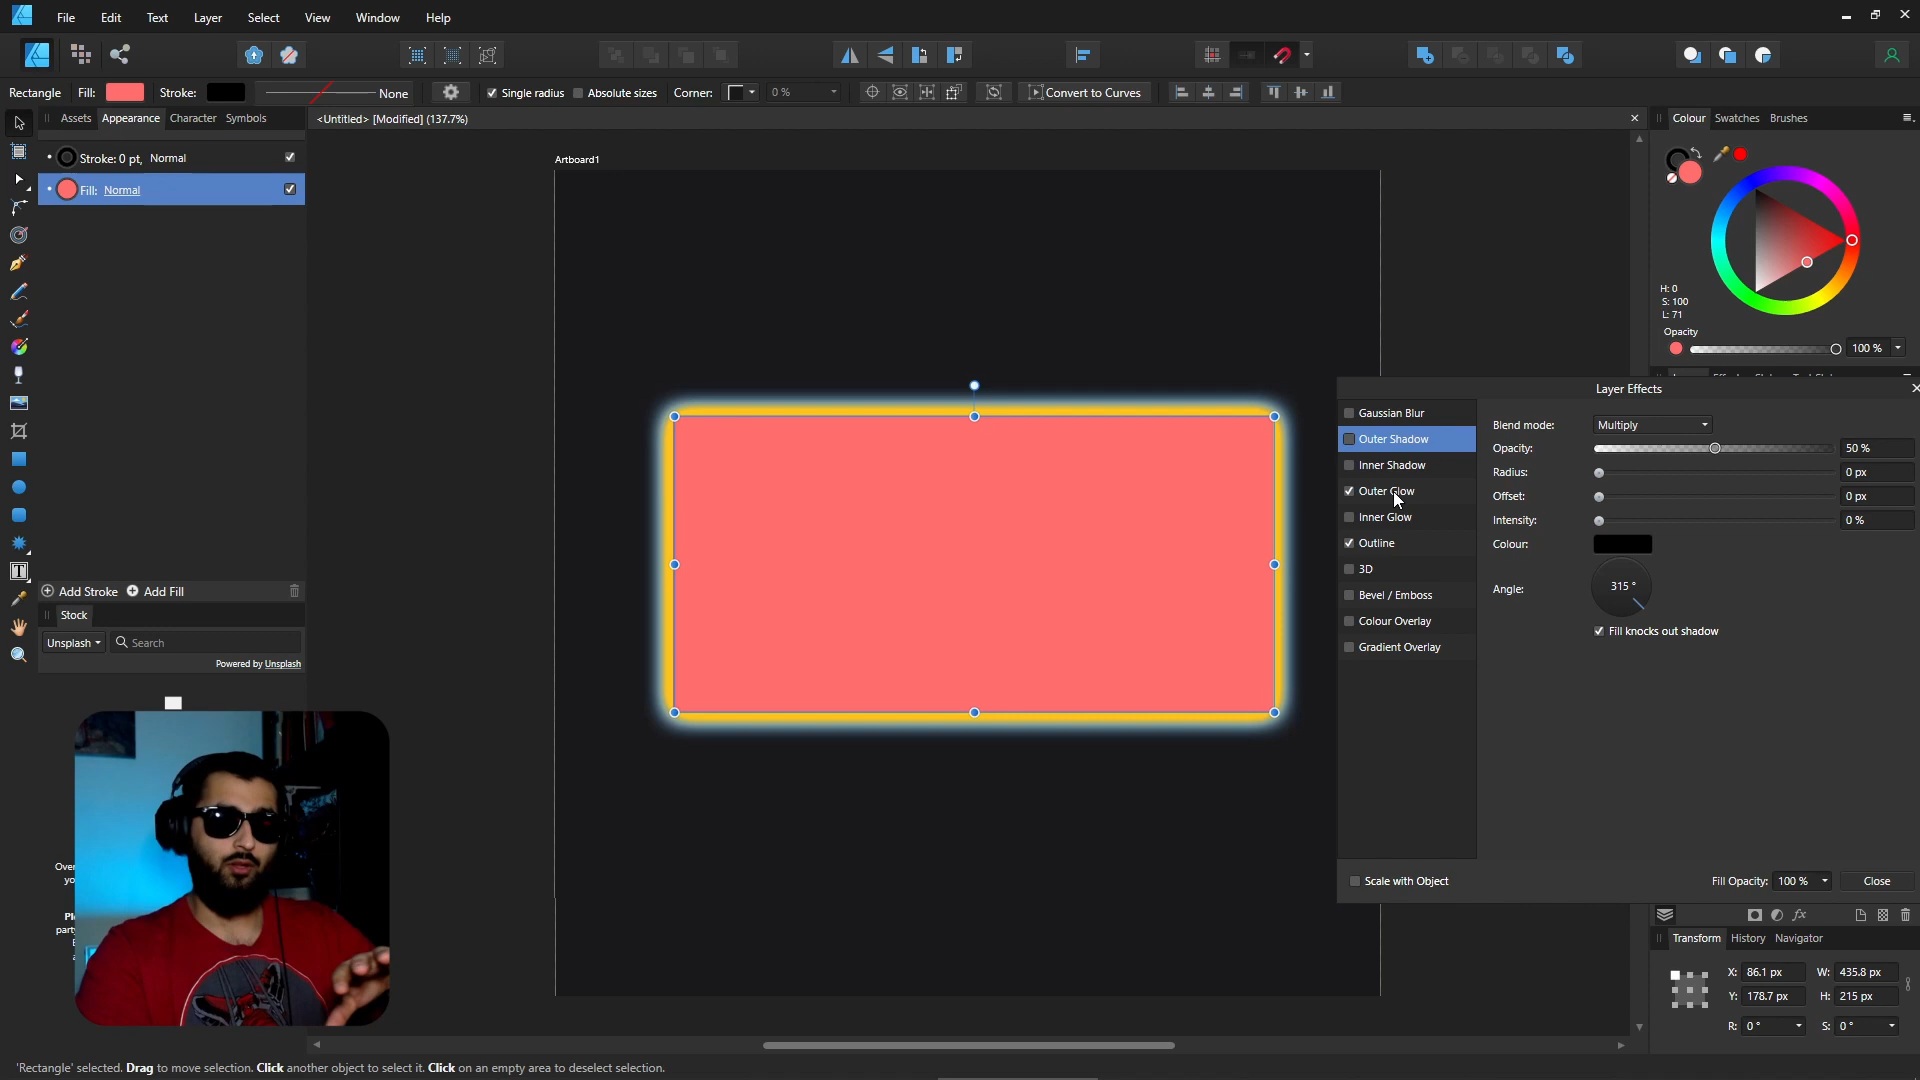 File Edit Text Layer Select View Window Help
Rectangle Fill: Stroke: None Single radius Absolute sizes Corner: 0 % Convert to Curves
Assets Appearance Character Symbols
<Untitled> [Modified] (137.7%)
Colour Swatches Brushes
Stroke: 0 pt, Normal
Fill: Normal
Artboard1
H: 0
S: 100
L: 71
Opacity
100 %
Layer Effects
Gaussian Blur
Outer Shadow
Inner Shadow
Outer Glow
Inner Glow
Outline
3D
Bevel / Emboss
Colour Overlay
Gradient Overlay
Blend mode: Multiply
Opacity: 50 %
Radius: 0 px
Offset: 0 px
Intensity: 0 %
Colour:
Angle: 315 °
Fill knocks out shadow
Scale with Object
Fill Opacity: 100 % Close
Add Stroke Add Fill
Stock
Unsplash Search
Powered by Unsplash
fx
Transform History Navigator
X: 86.1 px W: 435.8 px
Y: 178.7 px H: 215 px
R: 0 ° S: 0 °
'Rectangle' selected. Drag to move selection. Click another object to select it. Click on an empty area to deselect selection.